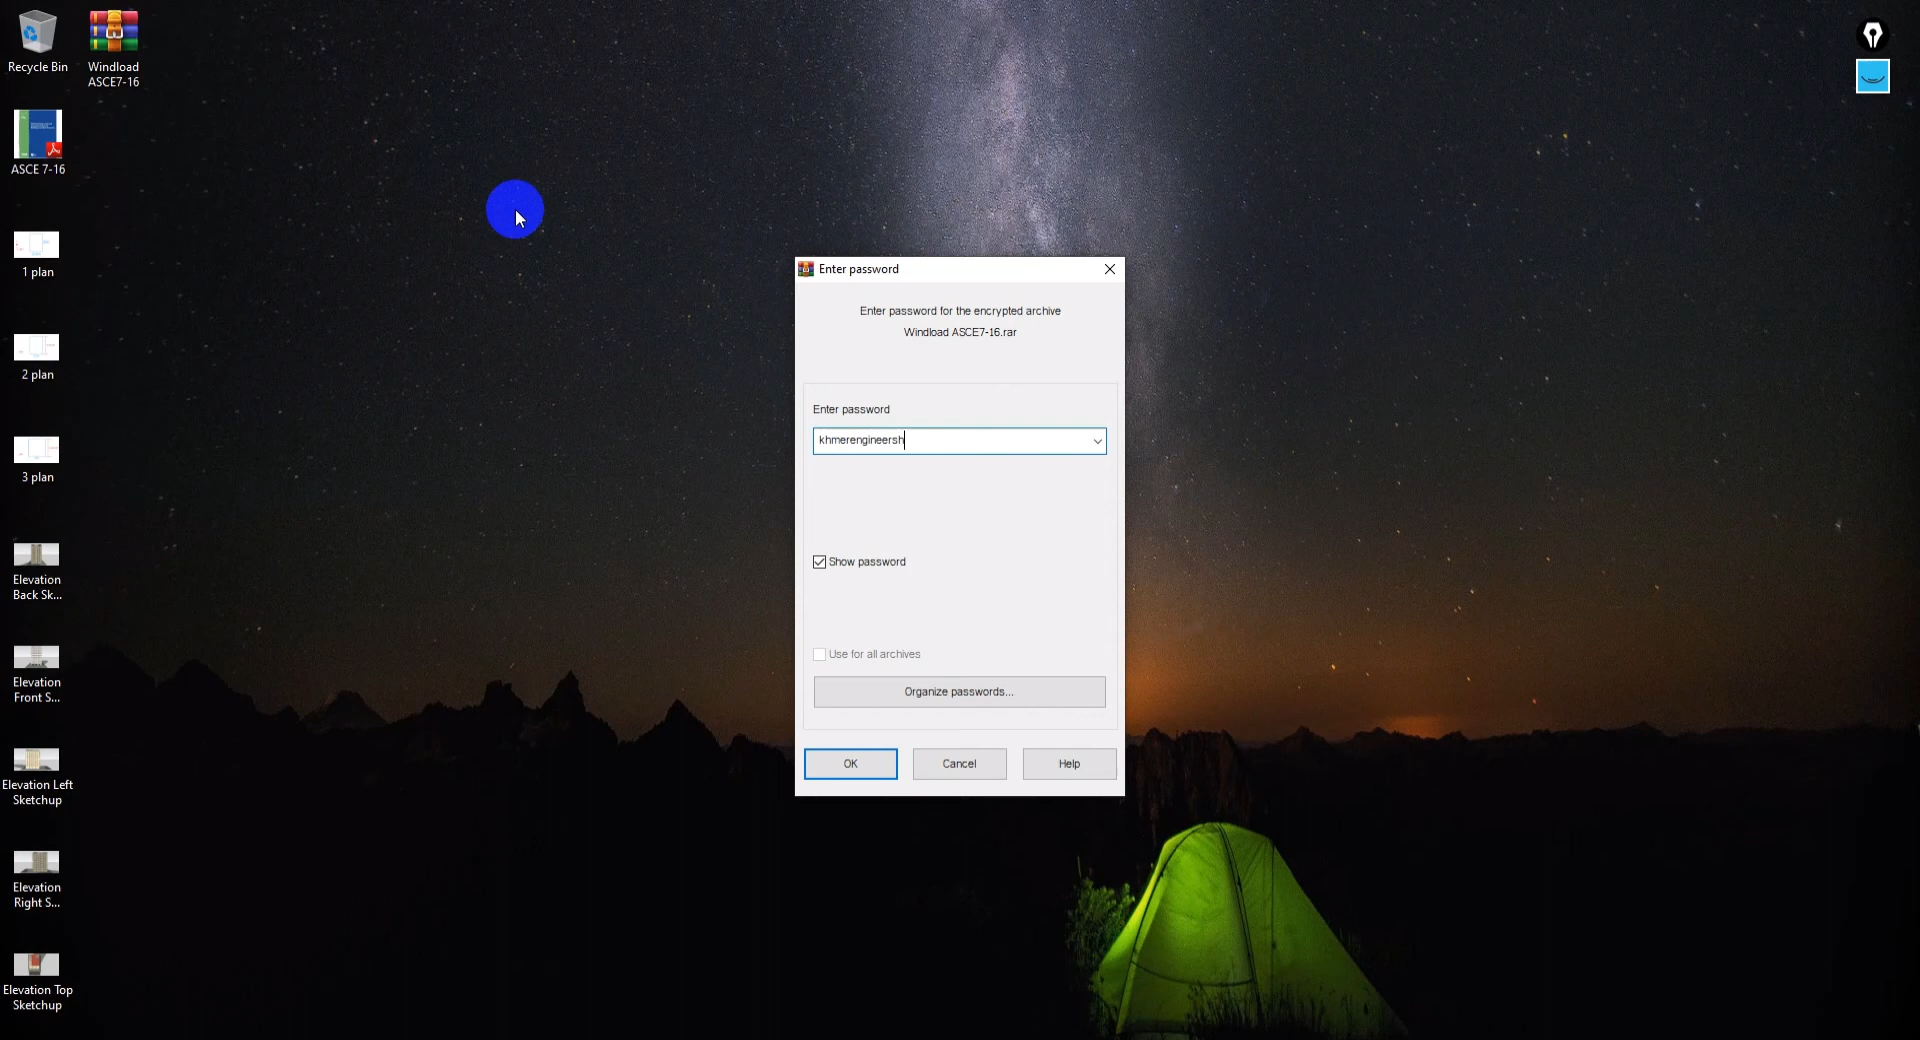 Recycle Bin
Windload
ASCE7-16
ASCE 7-16
1 plan
2 plan
3 plan
Elevation
Back Sk...
Elevation
Front S...
Elevation Left
Sketchup
Elevation
Right S...
Elevation Top
Sketchup
Enter password
Enter password for the encrypted archive
Windload ASCE7-16.rar
Enter password
khmerengineersh
Show password
Use for all archives
Organize passwords...
OK
Cancel
Help